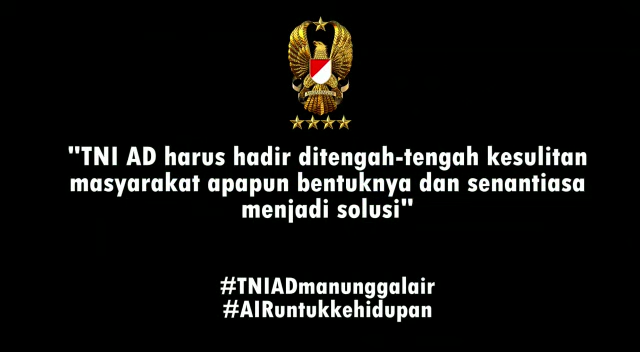 "TNI AD harus hadir ditengah-tengah kesulitan
masyarakat apapun bentuknya dan senantiasa
menjadi solusi"
#TNIADmanunggalair
#AIRuntukkehidupan